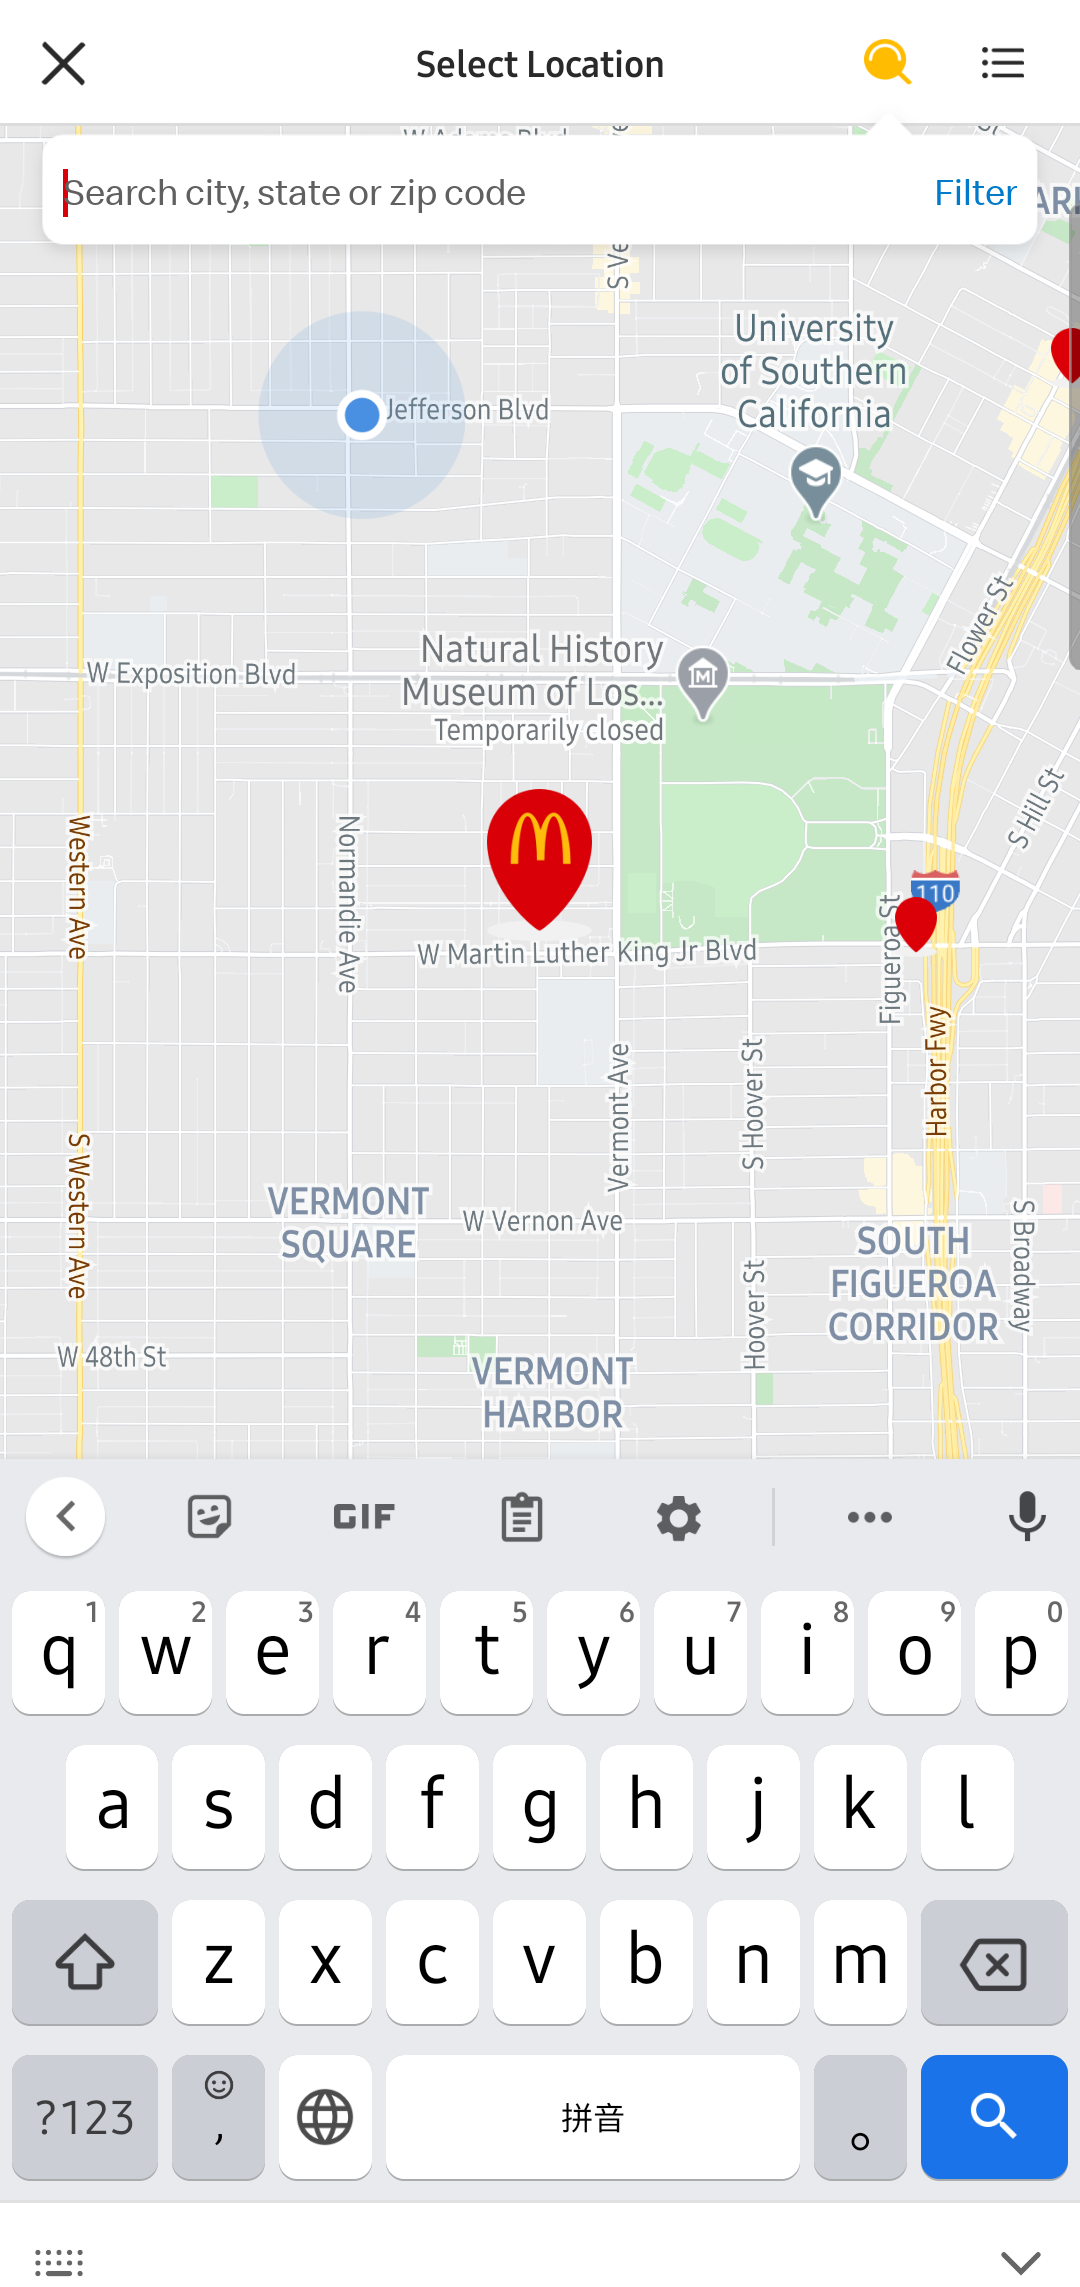 Select Location
W Adams Blvd
Search city, state or zip code
Filter
S Ve
University
of Southern
California
Jefferson Blvd
Flower St
Natural History
Museum of Los...
Temporarily closed
W Exposition Blvd
S Hill St
Western Ave
Normandie Ave
110
Figueroa St
W Martin Luther King Jr Blvd
Harbor Fwy
Vermont Ave
S Hoover St
S Western Ave
VERMONT
SQUARE
W Vernon Ave
S Broadway
SOUTH
FIGUEROA
CORRIDOR
Hoover St
W 48th St
VERMONT
HARBOR
GIF
1 2 3 4 5 6 7 8 9 0
q w e r t y u i o p
a s d f g h j k l
z x c v b n m
?123 , 拼音 。